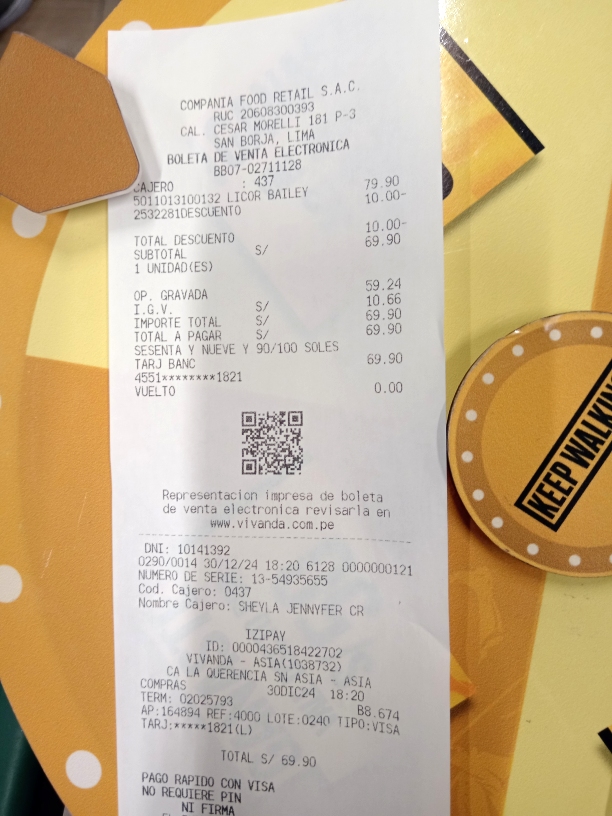 COMPANIA FOOD RETAIL S.A.C.
RUC 20608300393
CAL. CESAR MORELLI 181 P-3
SAN BORJA, LIMA
BOLETA DE VENTA ELECTRONICA
BB07-02711128
CAJERO : 437
5011013100132 LICOR BAILEY 79.90
2532281DESCUENTO 10.00-
TOTAL DESCUENTO 10.00-
SUBTOTAL S/ 69.90
1 UNIDAD(ES)
OP. GRAVADA 59.24
I.G.V. S/ 10.66
IMPORTE TOTAL S/ 69.90
TOTAL A PAGAR S/ 69.90
SESENTA Y NUEVE Y 90/100 SOLES
TARJ BANC 69.90
4551********1821
VUELTO 0.00
Representacion impresa de boleta
de venta electronica revisarla en
www.vivanda.com.pe
DNI: 10141392
0290/0014 30/12/24 18:20 6128 0000000121
NUMERO DE SERIE: 13-54935655
Cod. Cajero: 0437
Nombre Cajero: SHEYLA JENNYFER CR
IZIPAY
ID: 0000436518422702
VIVANDA - ASIA(1038732)
CA LA QUERENCIA SN ASIA - ASIA
COMPRAS 30DIC24 18:20
TERM: 02025793 B8.674
AP:164894 REF:4000 LOTE:0240 TIPO:VISA
TARJ:*****1821(L)
TOTAL S/ 69.90
PAGO RAPIDO CON VISA
NO REQUIERE PIN
NI FIRMA
KEEP WALKIN